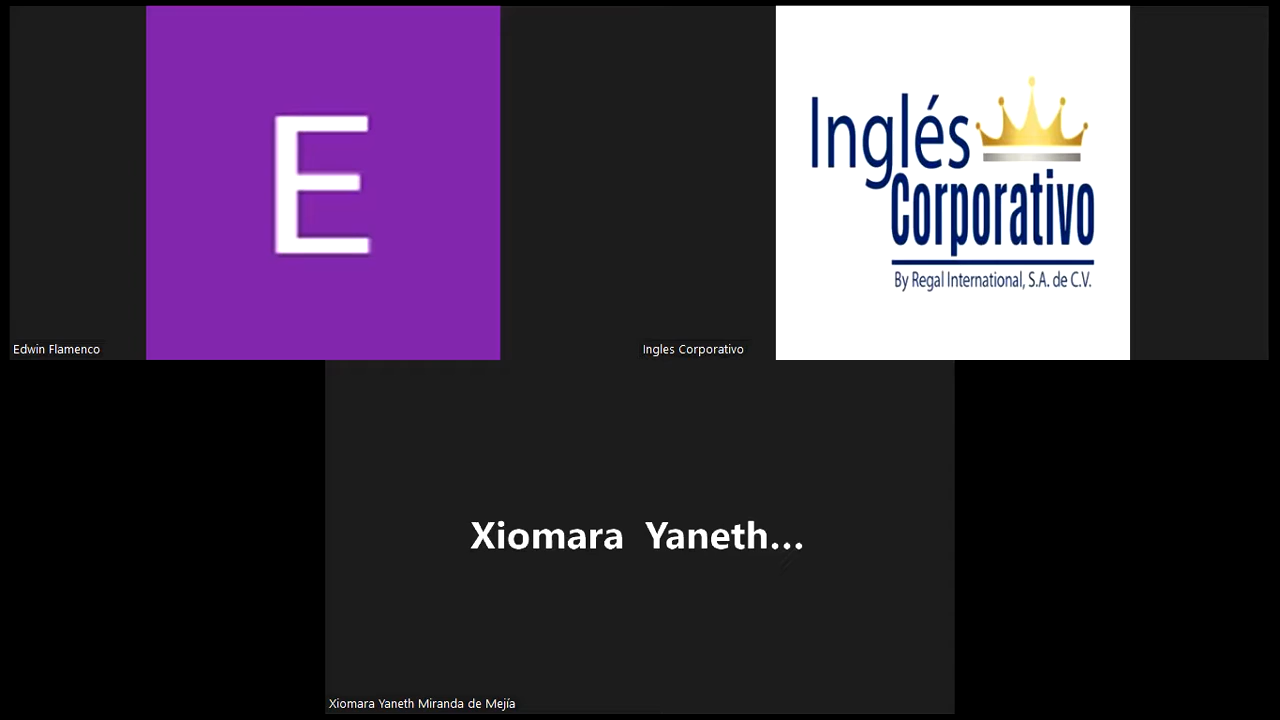 E
Edwin Flamenco
Inglés
Corporativo
By Regal International, S.A. de C.V.
Ingles Corporativo
Xiomara Yaneth...
Xiomara Yaneth Miranda de Mejía